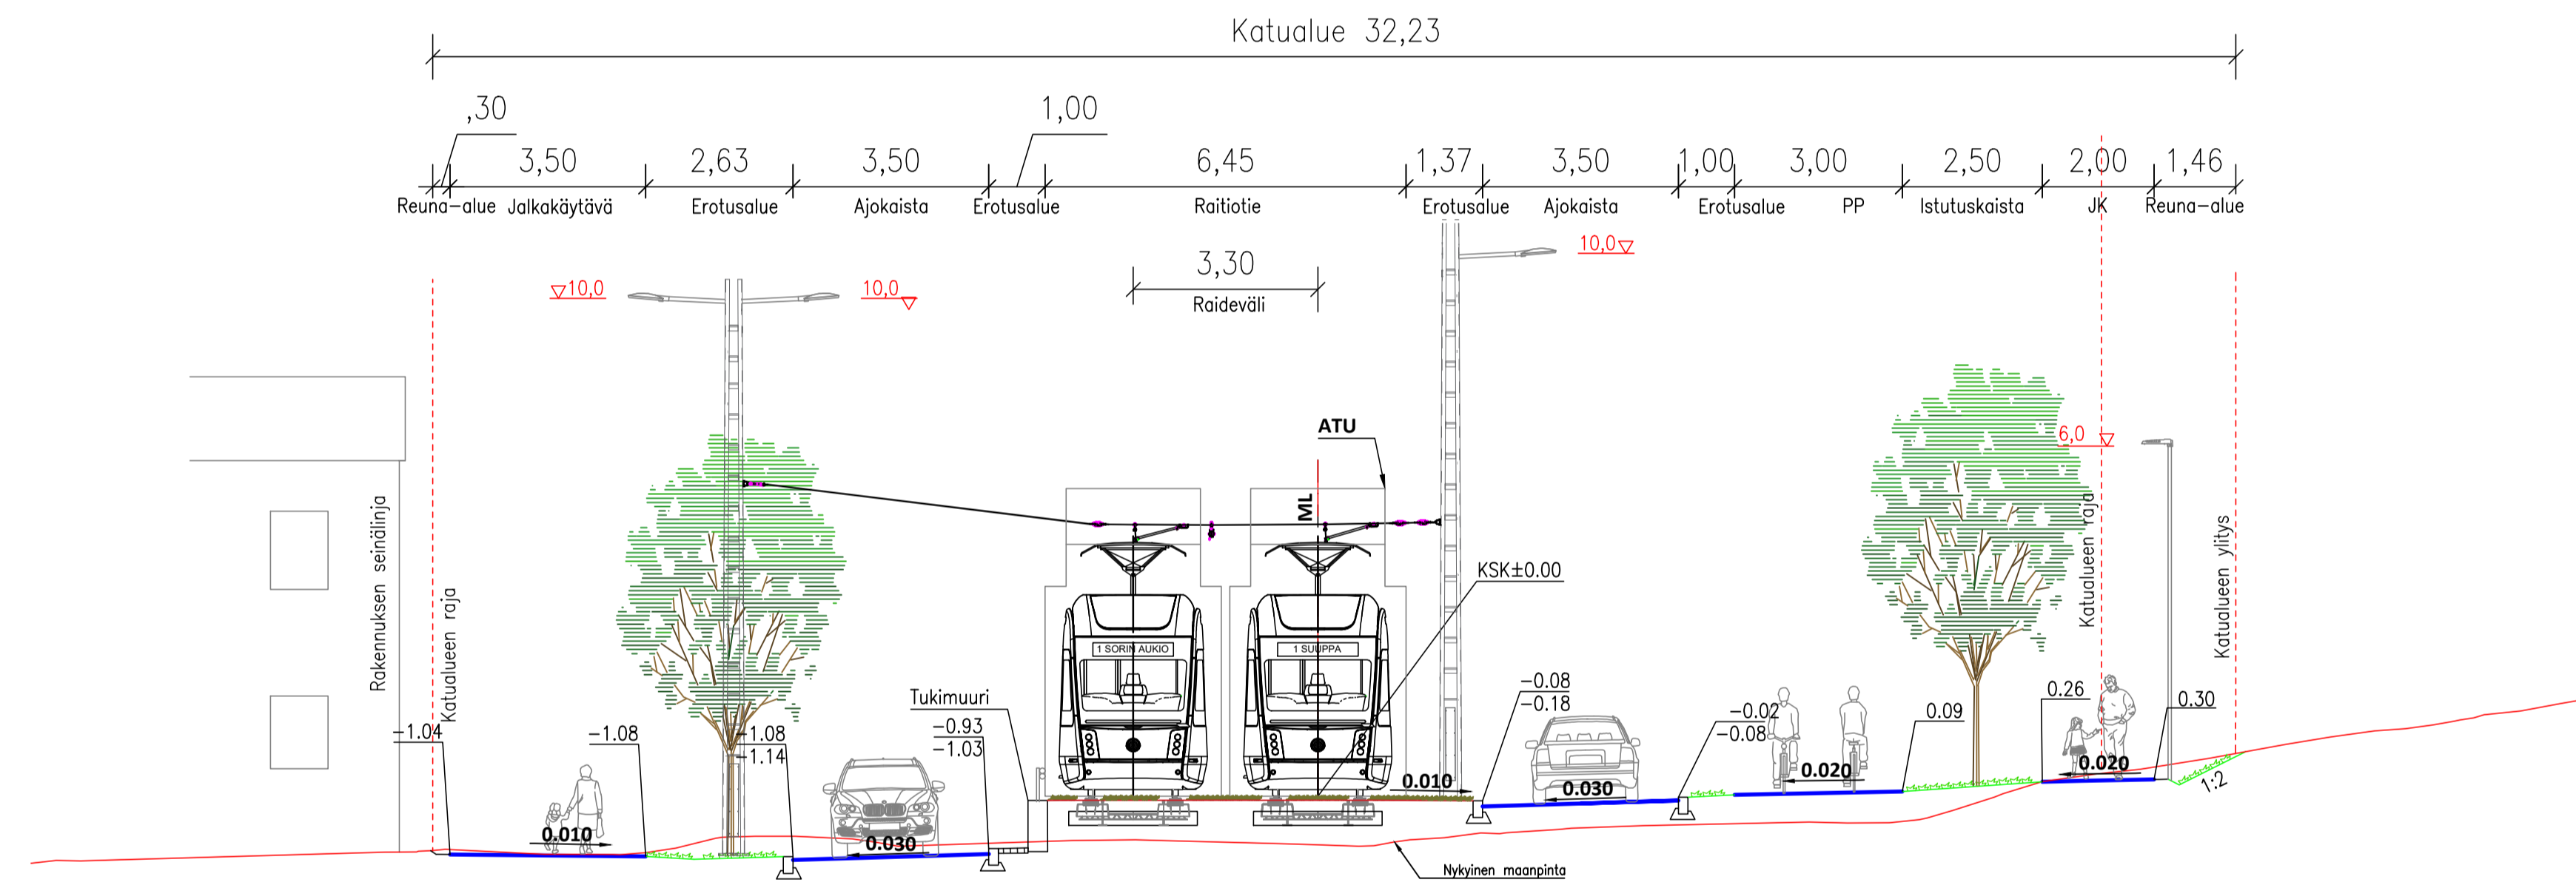 Katualue 32,23
,30
1,00
3,50
2,63
3,50
6,45
1,37
3,50
1,00
3,00
2,50
2,00
1,46
Reuna-alue
Jalkakäytävä
Erotusalue
Ajokaista
Erotusalue
Raitiotie
Erotusalue
Ajokaista
Erotusalue
PP
Istutuskaista
JK
Reuna-alue
3,30
Raideväli
10,0
10,0
10,0
6,0
ATU
ML
KSK±0.00
Rakennuksen seinälinja
Katualueen raja
Katualueen raja
Katualueen ylitys
1 SORIN AUKIO
1 SUUPPA
Tukimuuri
-1.04
-1.08
-1.08
-1.14
-0.93
-1.03
-0.08
-0.18
-0.02
-0.08
0.09
0.26
0.30
0.010
0.030
0.010
0.030
0.020
0.020
1:2
Nykyinen maanpinta